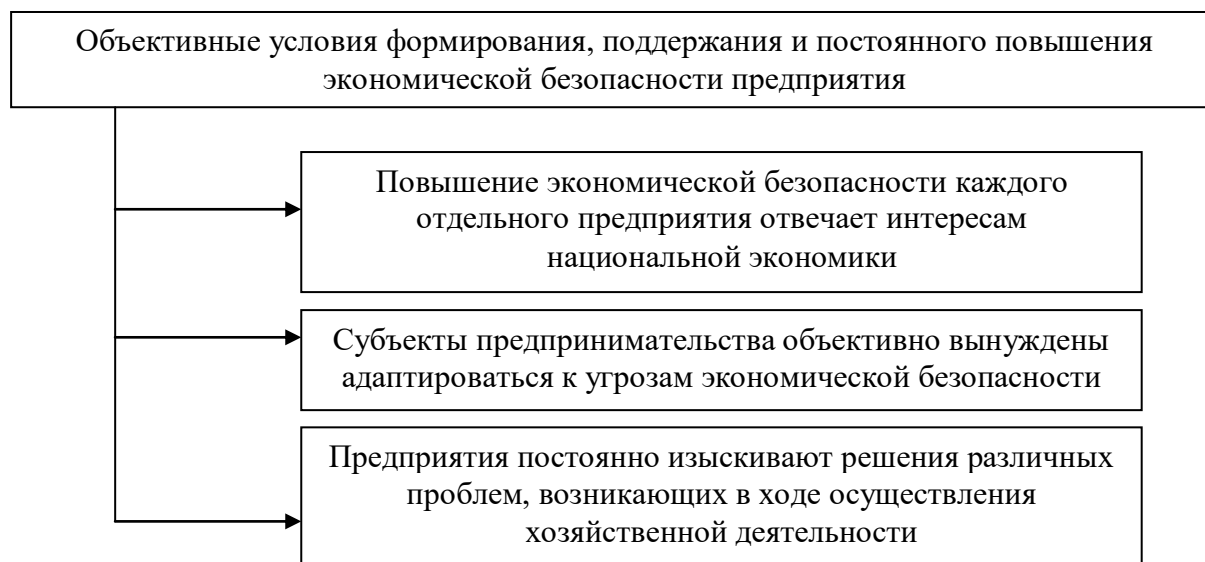 Объективные условия формирования, поддержания и постоянного повышения
экономической безопасности предприятия
Повышение экономической безопасности каждого
отдельного предприятия отвечает интересам
национальной экономики
Субъекты предпринимательства объективно вынуждены
адаптироваться к угрозам экономической безопасности
Предприятия постоянно изыскивают решения различных
проблем, возникающих в ходе осуществления
хозяйственной деятельности